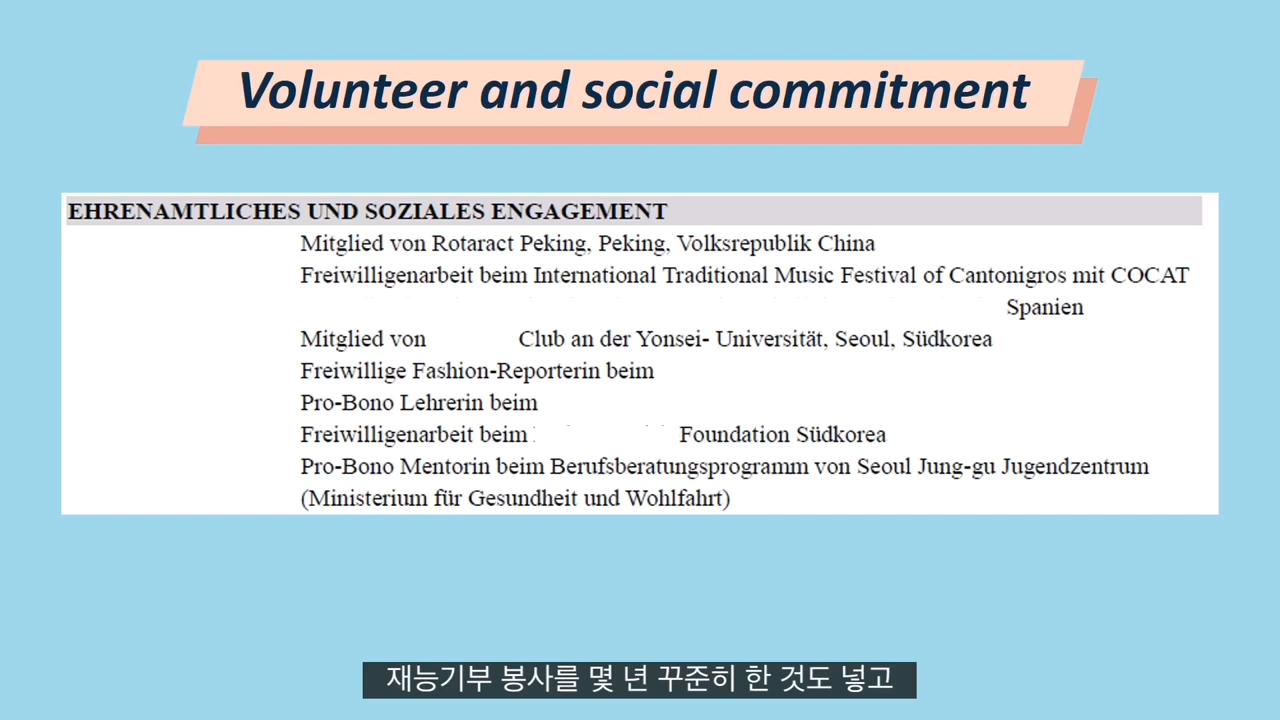 Volunteer and social commitment
EHRENAMTLICHES UND SOZIALES ENGAGEMENT
Mitglied von Rotaract Peking, Peking, Volksrepublik China
Freiwilligenarbeit beim International Traditional Music Festival of Cantonigros mit COCAT
Spanien
Mitglied von Club an der Yonsei- Universität, Seoul, Südkorea
Freiwillige Fashion-Reporterin beim
Pro-Bono Lehrerin beim
Freiwilligenarbeit beim Foundation Südkorea
Pro-Bono Mentorin beim Berufsberatungsprogramm von Seoul Jung-gu Jugendzentrum
(Ministerium für Gesundheit und Wohlfahrt)
재능기부 봉사를 몇 년 꾸준히 한 것도 넣고